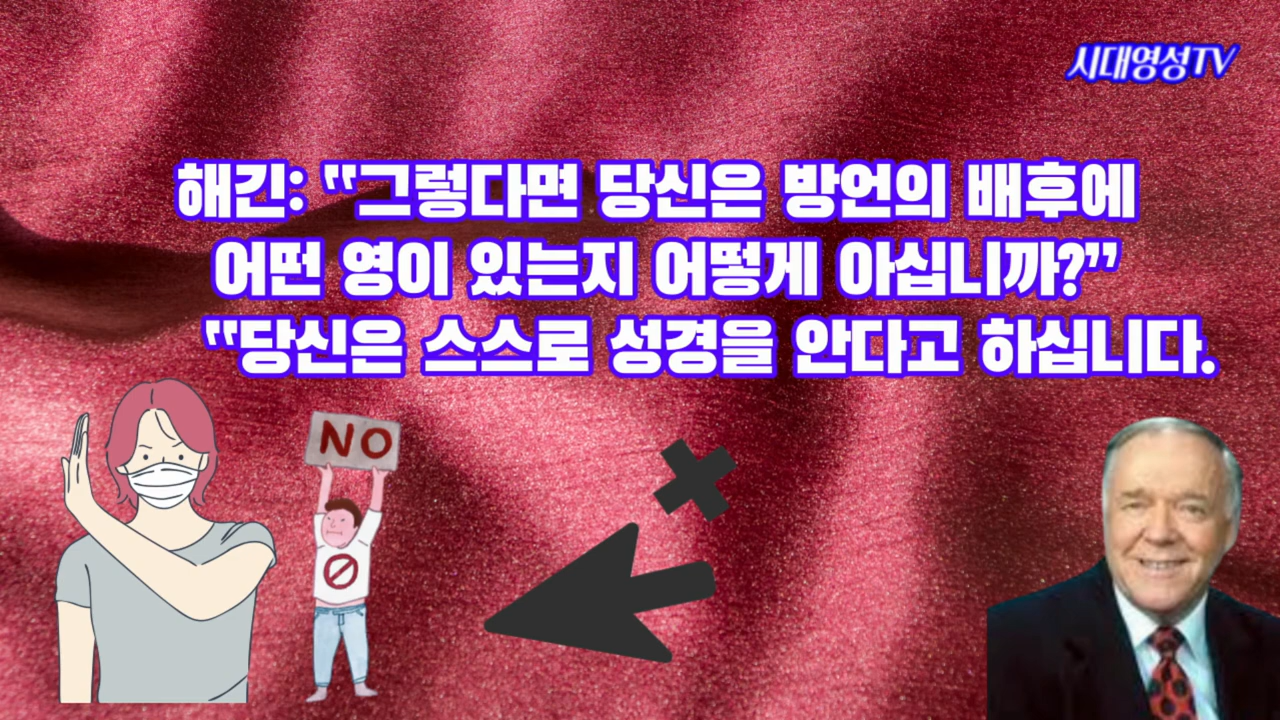 시대영성TV
해긴: "그렇다면 당신은 방언의 배후에
어떤 영이 있는지 어떻게 아십니까?"
"당신은 스스로 성경을 안다고 하십니다.
NO